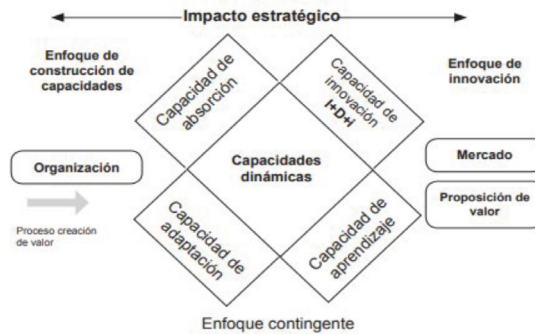 Impacto estratégico
Enfoque de
construcción de
capacidades
Capacidad de
absorción
Capacidad de
innovación
I+D+i
Enfoque de
innovación
Organización
Capacidades
dinámicas
Mercado
Proposición de
valor
Proceso creación
de valor
Capacidad de
adaptación
Capacidad de
aprendizaje
Enfoque contingente